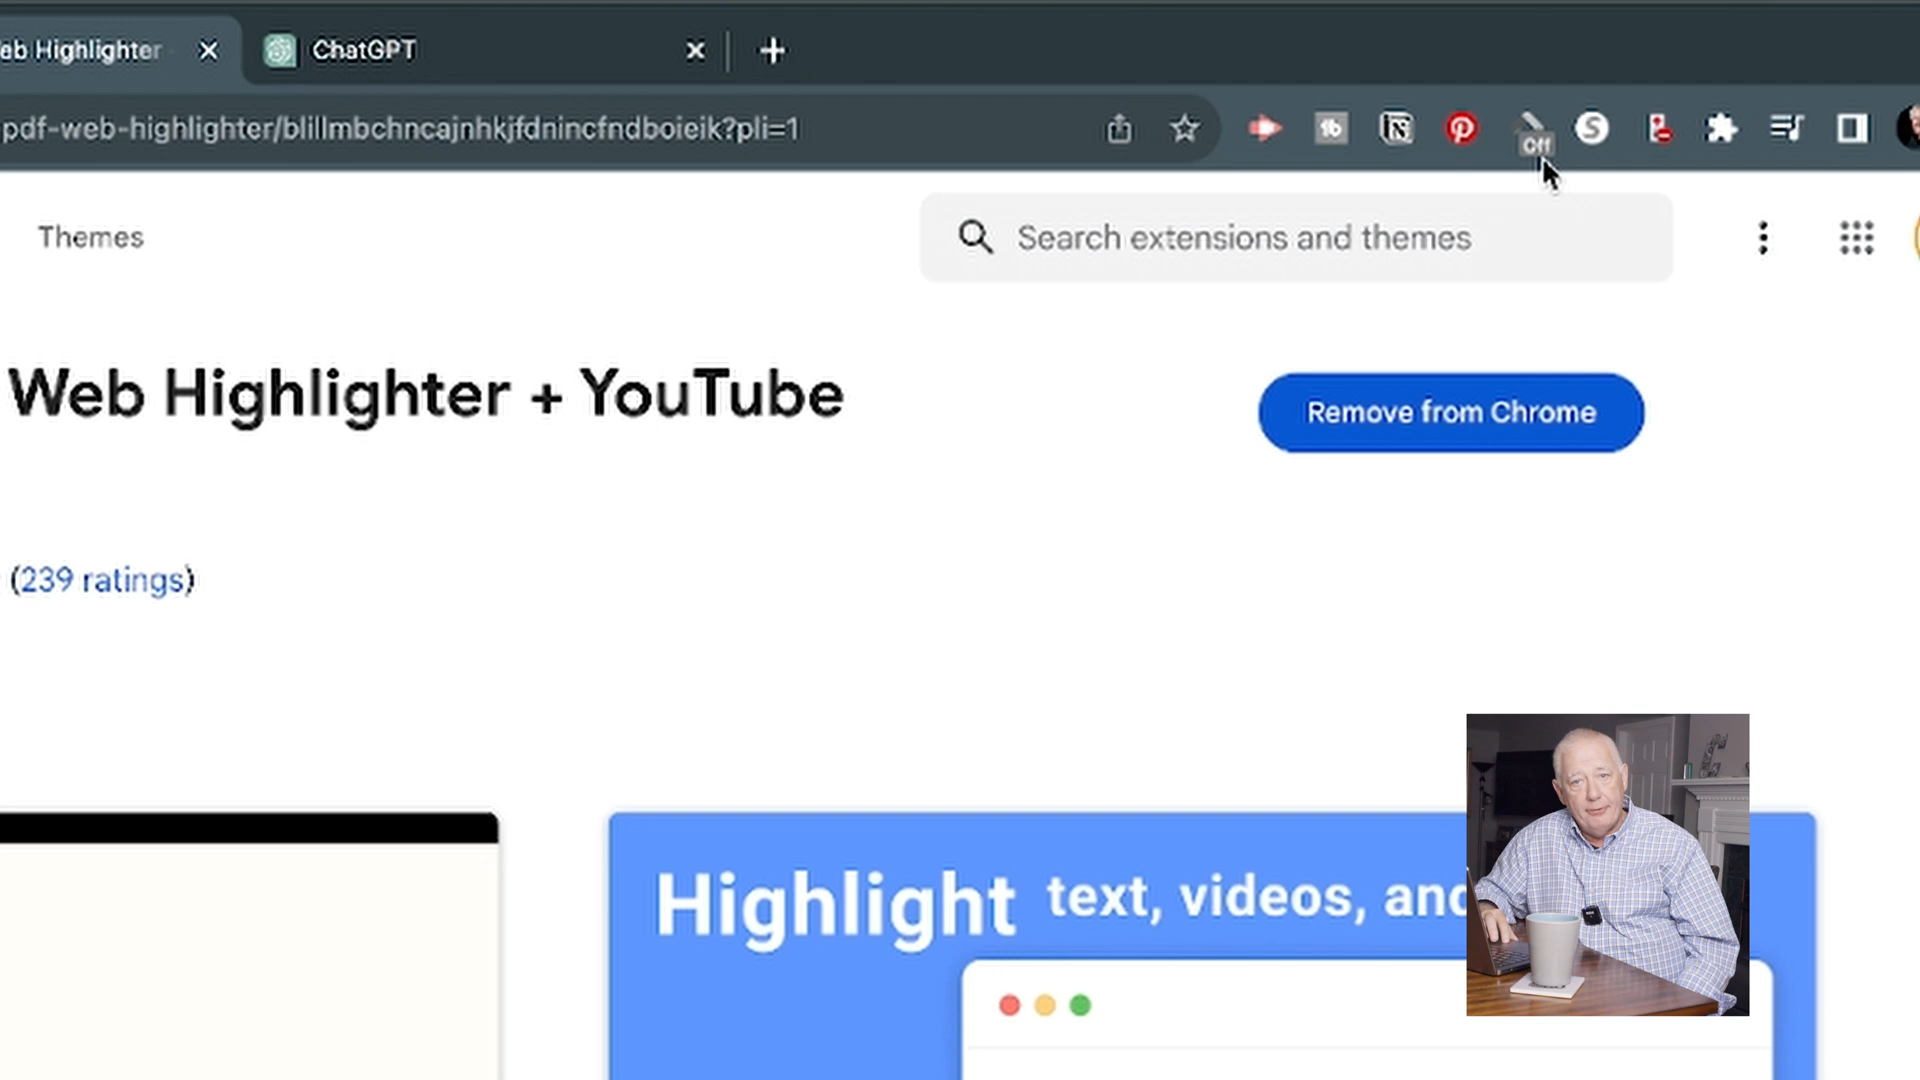 eb Highlighter
ChatGPT
pdf-web-highlighter/blillmbchncajnhkjfdnincfndboieik?pli=1
Off
Themes
Search extensions and themes
Web Highlighter + YouTube
Remove from Chrome
(239 ratings)
Highlight text, videos, and